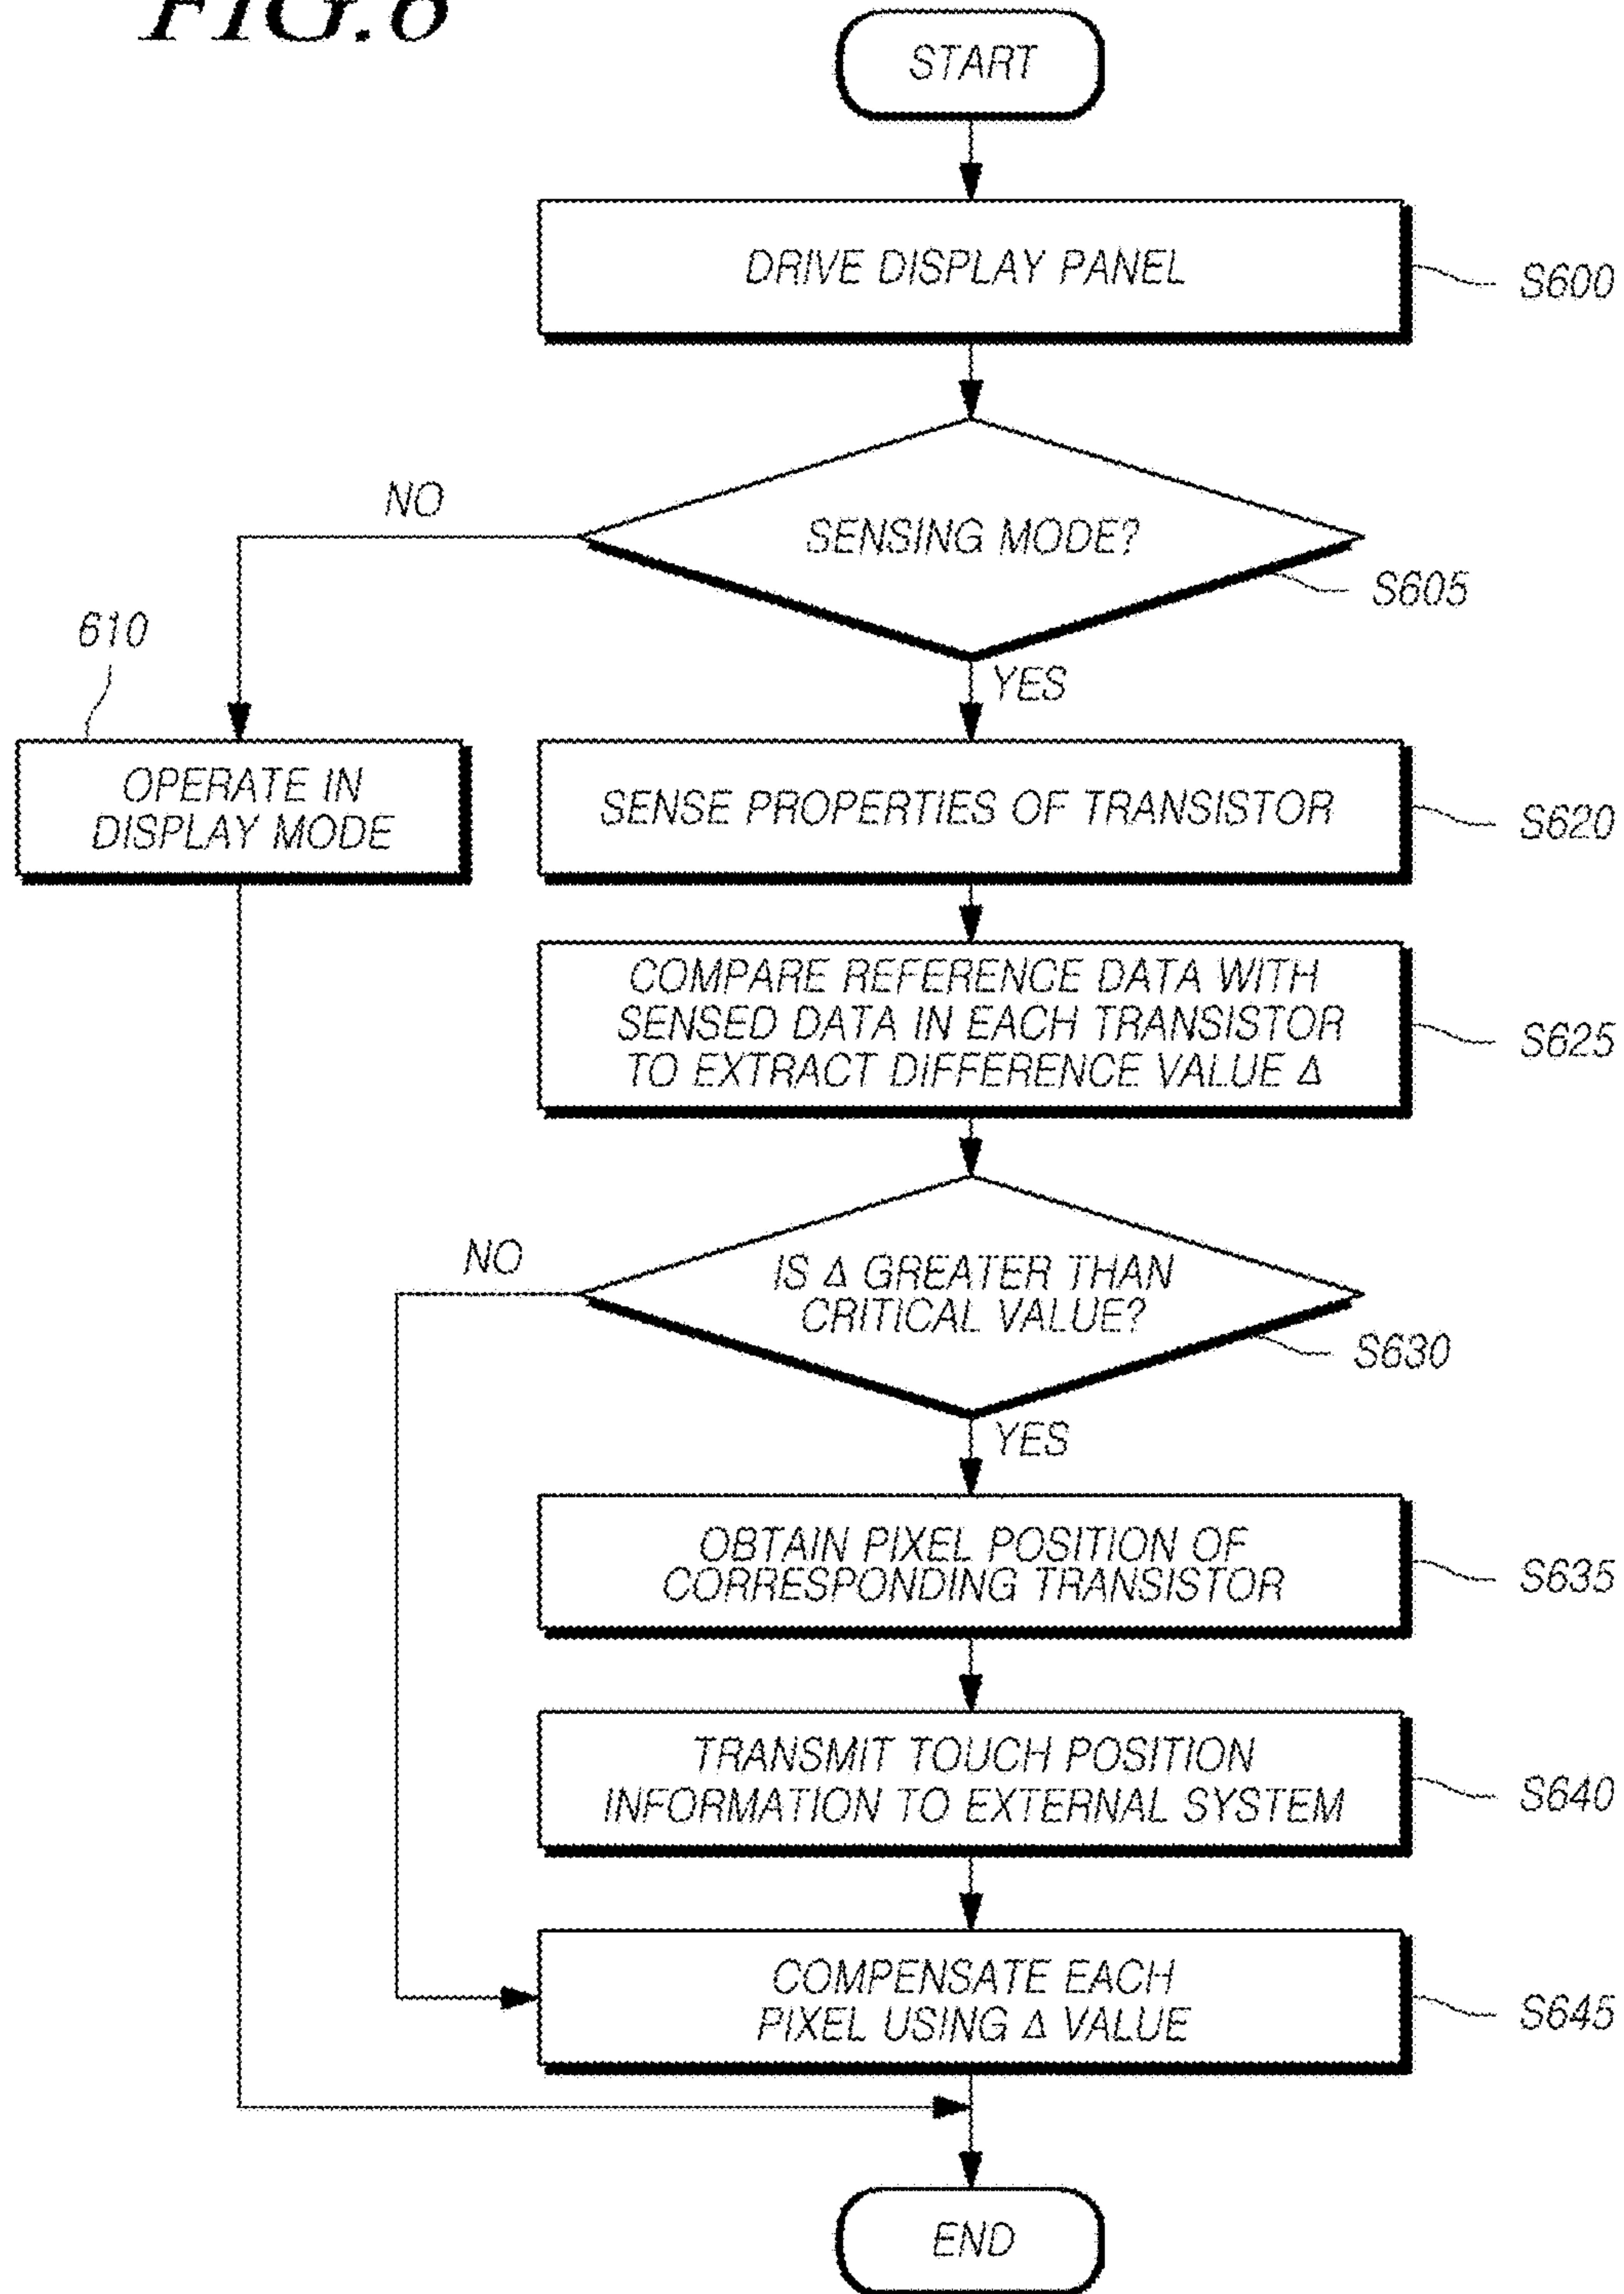 FIG.6
START
DRIVE DISPLAY PANEL
S600
NO
SENSING MODE?
S605
610
YES
OPERATE IN
DISPLAY MODE
SENSE PROPERTIES OF TRANSISTOR
S620
COMPARE REFERENCE DATA WITH
SENSED DATA IN EACH TRANSISTOR
TO EXTRACT DIFFERENCE VALUE Δ
S625
NO
IS Δ GREATER THAN
CRITICAL VALUE?
S630
YES
OBTAIN PIXEL POSITION OF
CORRESPONDING TRANSISTOR
S635
TRANSMIT TOUCH POSITION
INFORMATION TO EXTERNAL SYSTEM
S640
COMPENSATE EACH
PIXEL USING Δ VALUE
S645
END